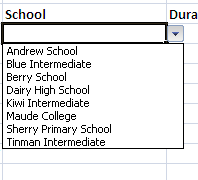 School Dura
Andrew School
Blue Intermediate
Berry School
Dairy High School
Kiwi Intermediate
Maude College
Sherry Primary School
Tinman Intermediate